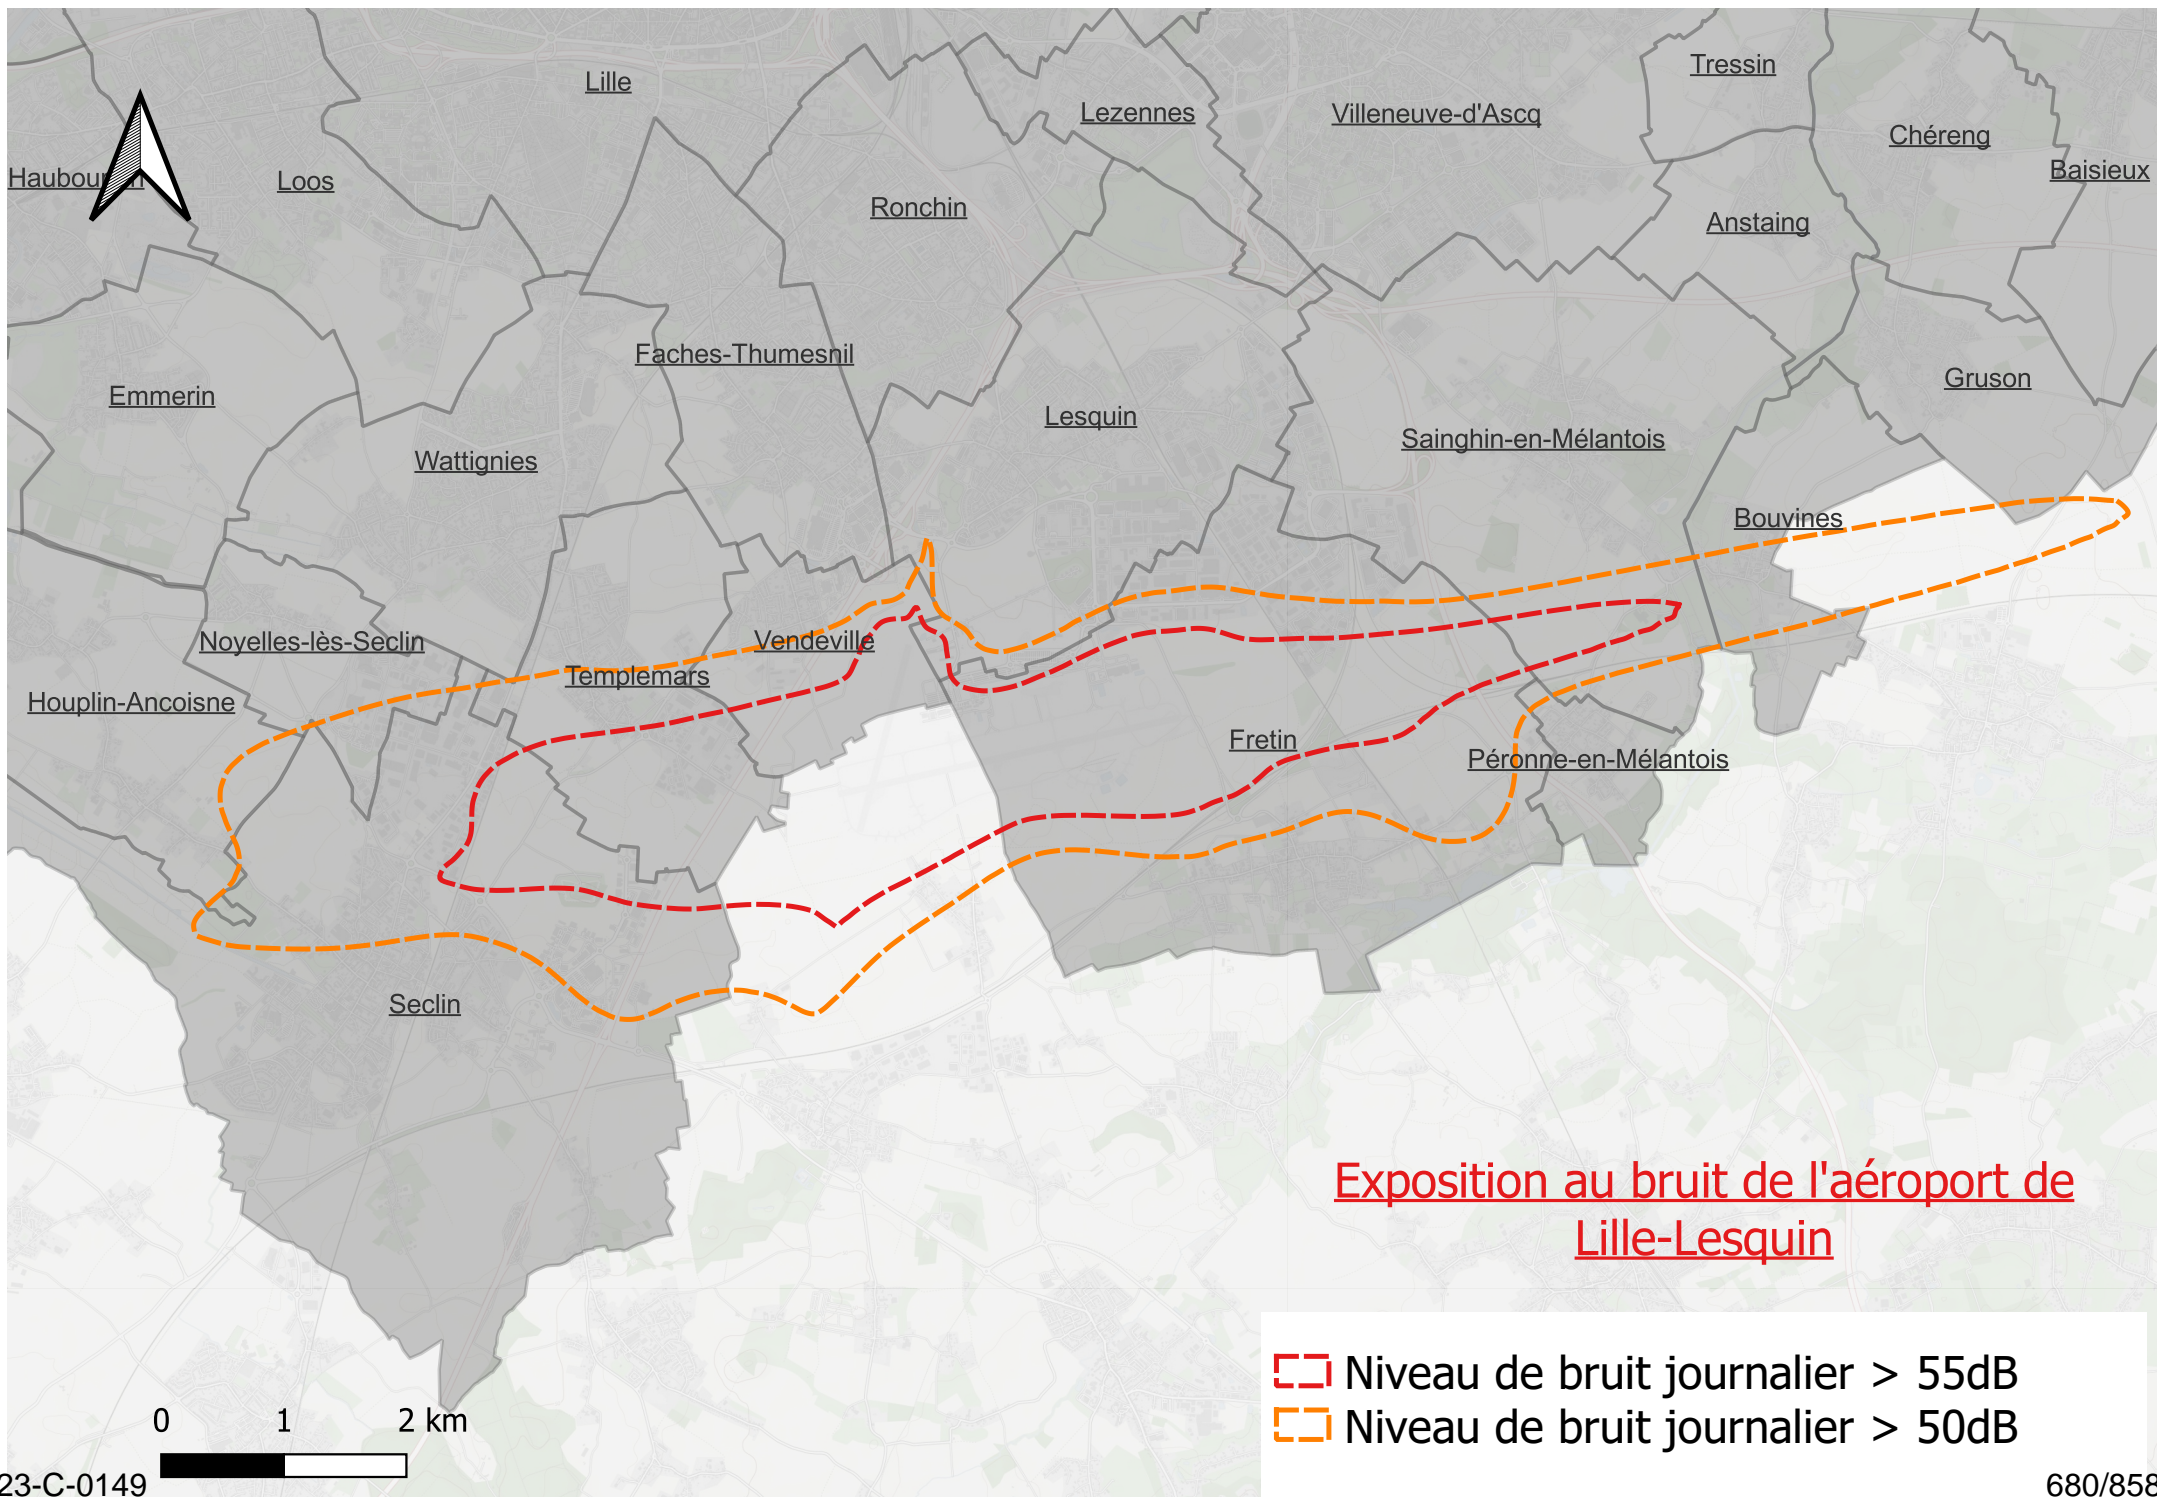 Lille
Tressin
Lezennes
Villeneuve-d'Ascq
Chéreng
Baisieux
Loos
Ronchin
Anstaing
Faches-Thumesnil
Gruson
Emmerin
Lesquin
Sainghin-en-Mélantois
Wattignies
Bouvines
Noyelles-lès-Seclin
Vendeville
Templemars
Houplin-Ancoisne
Fretin
Péronne-en-Mélantois
Seclin
Exposition au bruit de l'aéroport de
Lille-Lesquin
Niveau de bruit journalier > 55dB
Niveau de bruit journalier > 50dB
0 1 2 km
23-C-0149
680/858